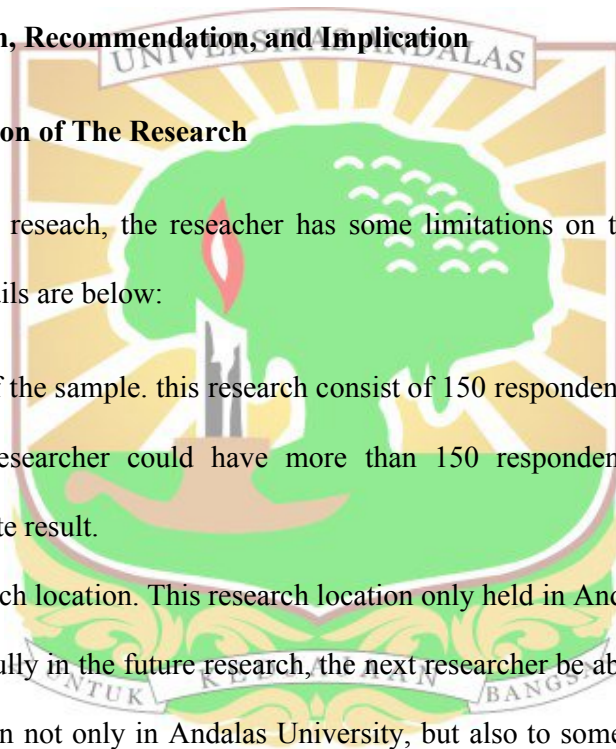 n, Recommendation, and Implication
UNIVERSITAS ANDALAS
on of The Research
reseach, the reseacher has some limitations on t
ils are below:
f the sample. this research consist of 150 responden
esearcher could have more than 150 responden
te result.
ch location. This research location only held in And
ully in the future research, the next researcher be ab
UNTUK KEDJAJAAN BANGSA
n not only in Andalas University, but also to som